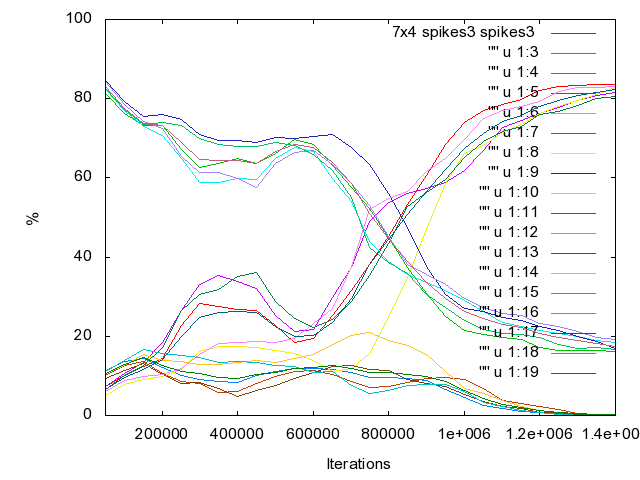 100
80
60
40
20
0
%
7x4 spikes3 spikes3
"" u 1:3
"" u 1:4
"" u 1:5
"" u 1:6
"" u 1:7
"" u 1:8
"" u 1:9
"" u 1:10
"" u 1:11
"" u 1:12
"" u 1:13
"" u 1:14
"" u 1:15
"" u 1:16
"" u 1:17
"" u 1:18
"" u 1:19
200000 400000 600000 800000 1e+006 1.2e+006 1.4e+00
Iterations